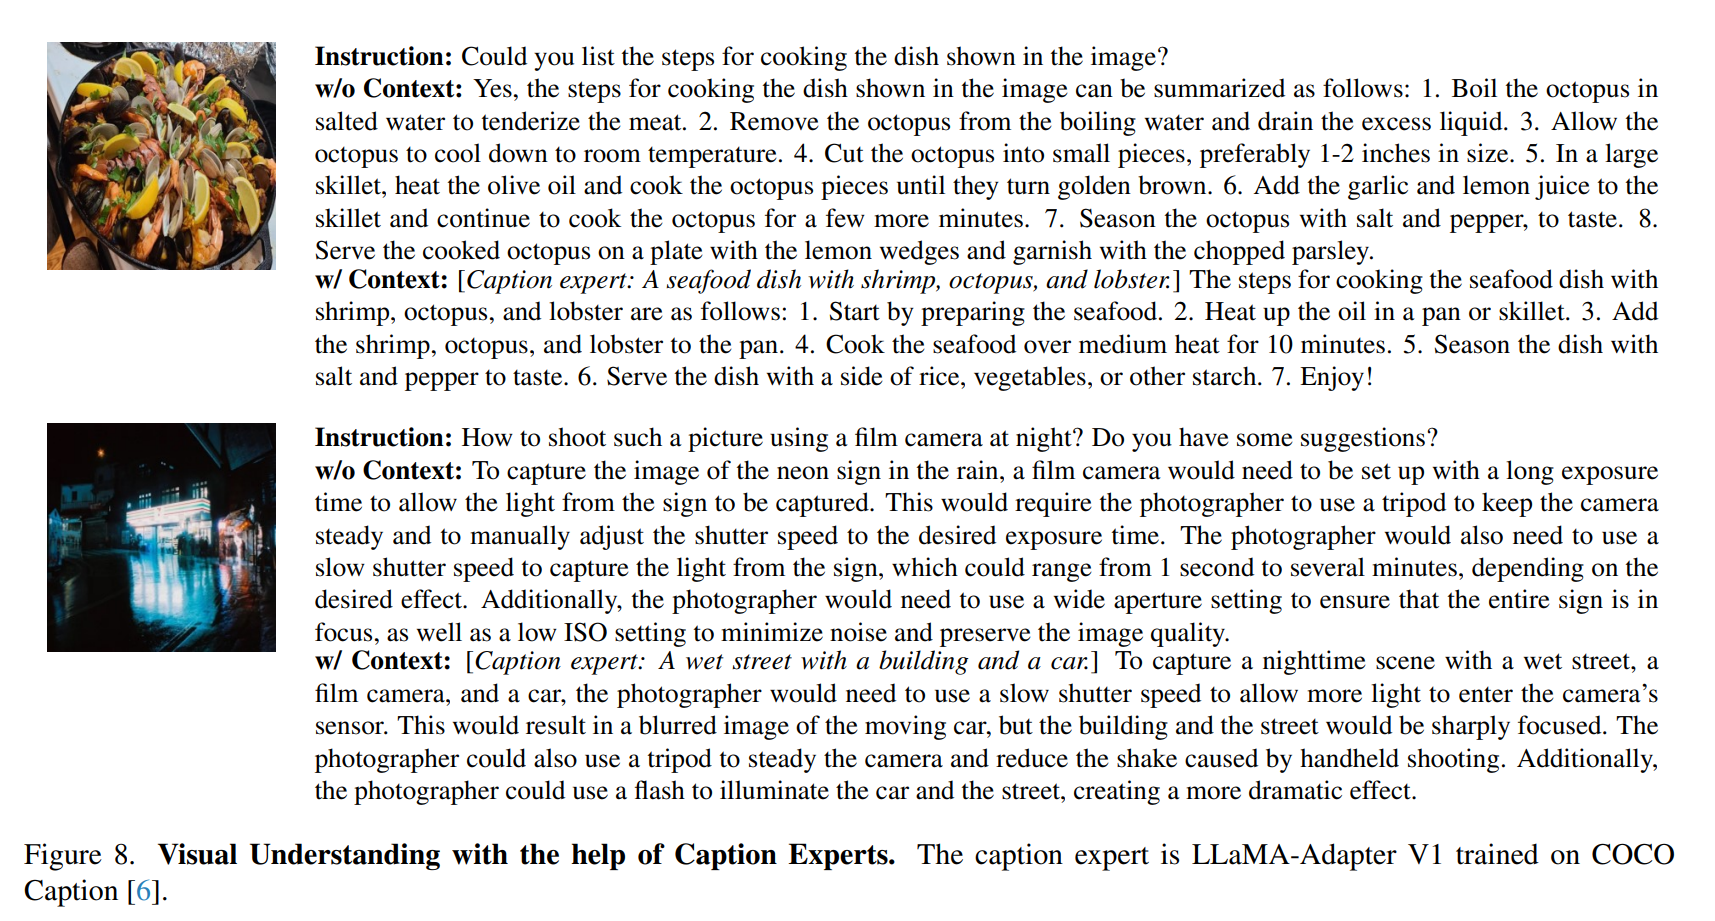 Instruction: Could you list the steps for cooking the dish shown in the image?
w/o Context: Yes, the steps for cooking the dish shown in the image can be summarized as follows: 1. Boil the octopus in
salted water to tenderize the meat. 2. Remove the octopus from the boiling water and drain the excess liquid. 3. Allow the
octopus to cool down to room temperature. 4. Cut the octopus into small pieces, preferably 1-2 inches in size. 5. In a large
skillet, heat the olive oil and cook the octopus pieces until they turn golden brown. 6. Add the garlic and lemon juice to the
skillet and continue to cook the octopus for a few more minutes. 7. Season the octopus with salt and pepper, to taste. 8.
Serve the cooked octopus on a plate with the lemon wedges and garnish with the chopped parsley.
w/ Context: [Caption expert: A seafood dish with shrimp, octopus, and lobster.] The steps for cooking the seafood dish with
shrimp, octopus, and lobster are as follows: 1. Start by preparing the seafood. 2. Heat up the oil in a pan or skillet. 3. Add
the shrimp, octopus, and lobster to the pan. 4. Cook the seafood over medium heat for 10 minutes. 5. Season the dish with
salt and pepper to taste. 6. Serve the dish with a side of rice, vegetables, or other starch. 7. Enjoy!
Instruction: How to shoot such a picture using a film camera at night? Do you have some suggestions?
w/o Context: To capture the image of the neon sign in the rain, a film camera would need to be set up with a long exposure
time to allow the light from the sign to be captured. This would require the photographer to use a tripod to keep the camera
steady and to manually adjust the shutter speed to the desired exposure time. The photographer would also need to use a
slow shutter speed to capture the light from the sign, which could range from 1 second to several minutes, depending on the
desired effect. Additionally, the photographer would need to use a wide aperture setting to ensure that the entire sign is in
focus, as well as a low ISO setting to minimize noise and preserve the image quality.
w/ Context: [Caption expert: A wet street with a building and a car.] To capture a nighttime scene with a wet street, a
film camera, and a car, the photographer would need to use a slow shutter speed to allow more light to enter the camera's
sensor. This would result in a blurred image of the moving car, but the building and the street would be sharply focused. The
photographer could also use a tripod to steady the camera and reduce the shake caused by handheld shooting. Additionally,
the photographer could use a flash to illuminate the car and the street, creating a more dramatic effect.
Figure 8. Visual Understanding with the help of Caption Experts. The caption expert is LLaMA-Adapter V1 trained on COCO
Caption [6].